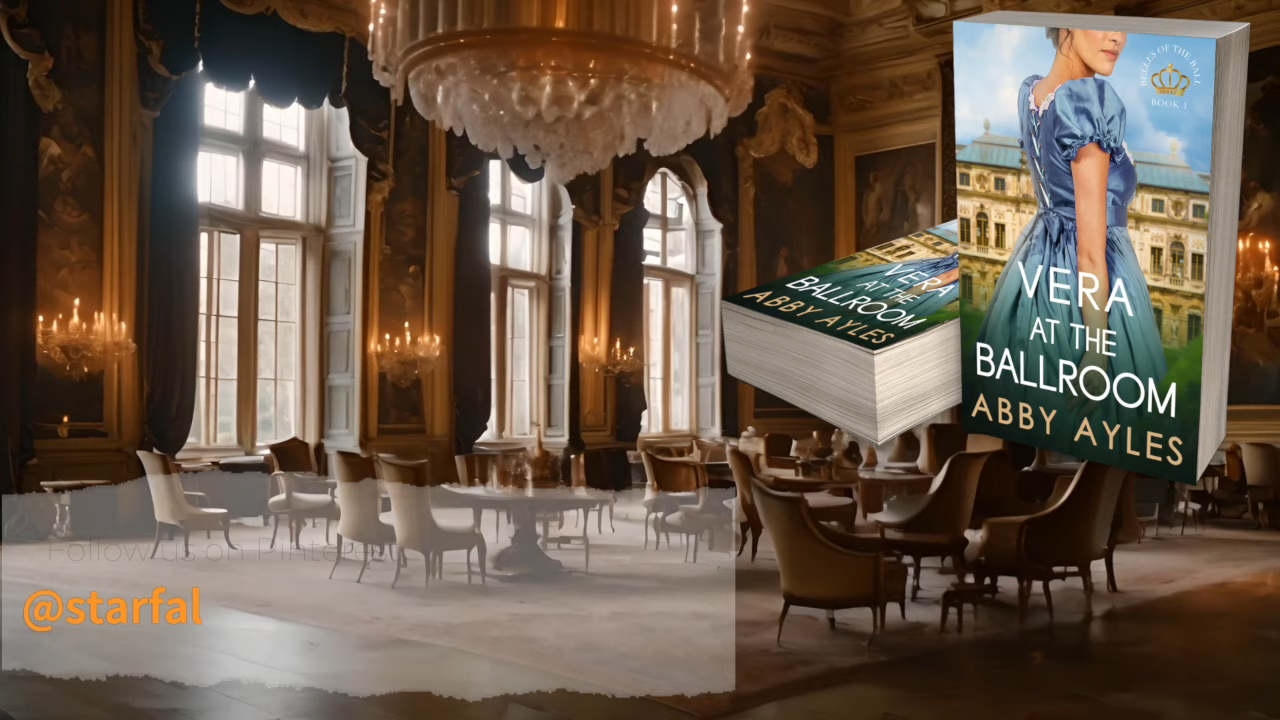 BELLES OF THE BALL
BOOK 1
VERA
AT THE
BALLROOM
ABBY AYLES
VERA
AT THE
BALLROOM
ABBY AYLES
Follow us on Pinterest
@starfal